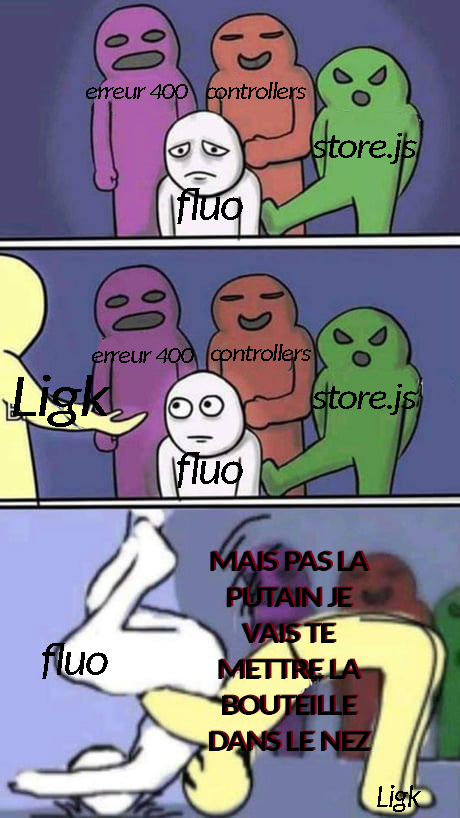 erreur 400 controllers
store.js
fluo
erreur 400 controllers
Ligk
store.js
fluo
MAIS PAS LA
PUTAIN JE
VAIS TE
METTRE LA
BOUTEILLE
DANS LE NEZ
fluo
Ligk